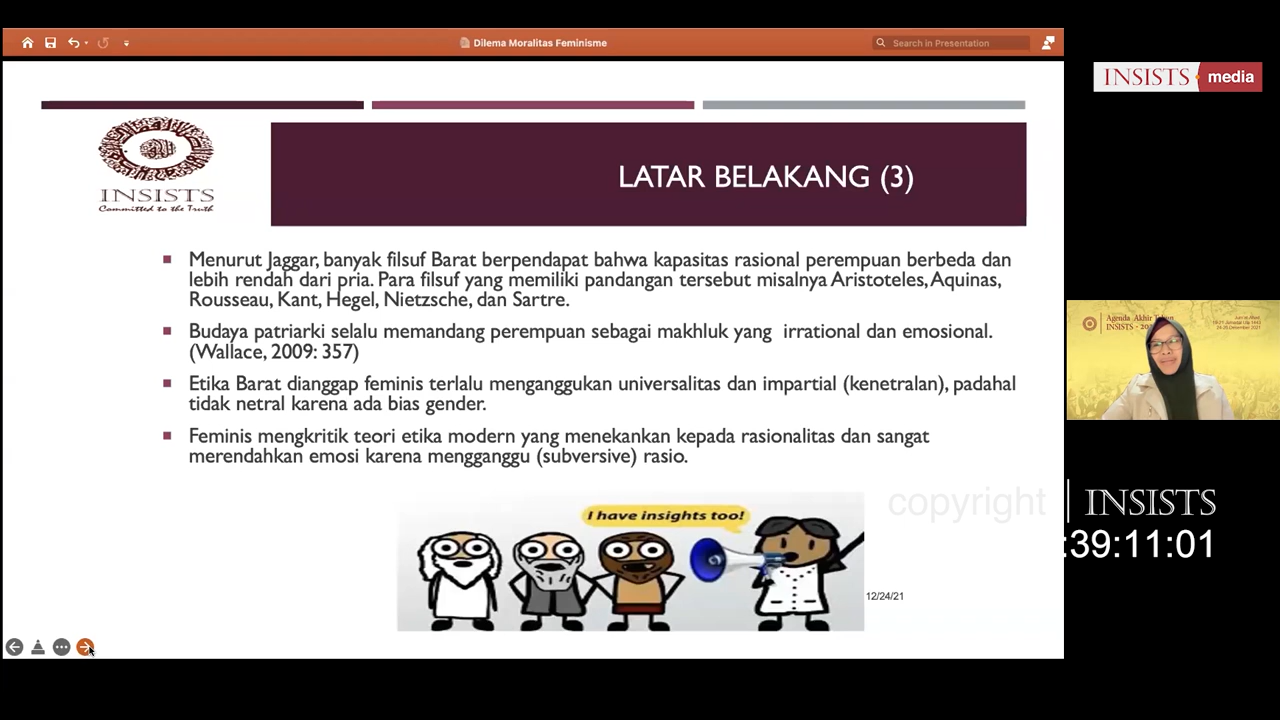 Dilema Moralitas Feminisme
Search in Presentation
INSISTS media
INSISTS
Committed to the Truth
LATAR BELAKANG (3)
Menurut Jaggar, banyak filsuf Barat berpendapat bahwa kapasitas rasional perempuan berbeda dan
lebih rendah dari pria. Para filsuf yang memiliki pandangan tersebut misalnya Aristoteles, Aquinas,
Rousseau, Kant, Hegel, Nietzsche, dan Sartre.
Budaya patriarki selalu memandang perempuan sebagai makhluk yang irrational dan emosional.
(Wallace, 2009: 357)
Etika Barat dianggap feminis terlalu menganggukan universalitas dan impartial (kenetralan), padahal
tidak netral karena ada bias gender.
Feminis mengkritik teori etika modern yang menekankan kepada rasionalitas dan sangat
merendahkan emosi karena mengganggu (subversive) rasio.
I have insights too!
12/24/21
Agenda Akhir
INSISTS
copyright | INSISTS
:39:11:01